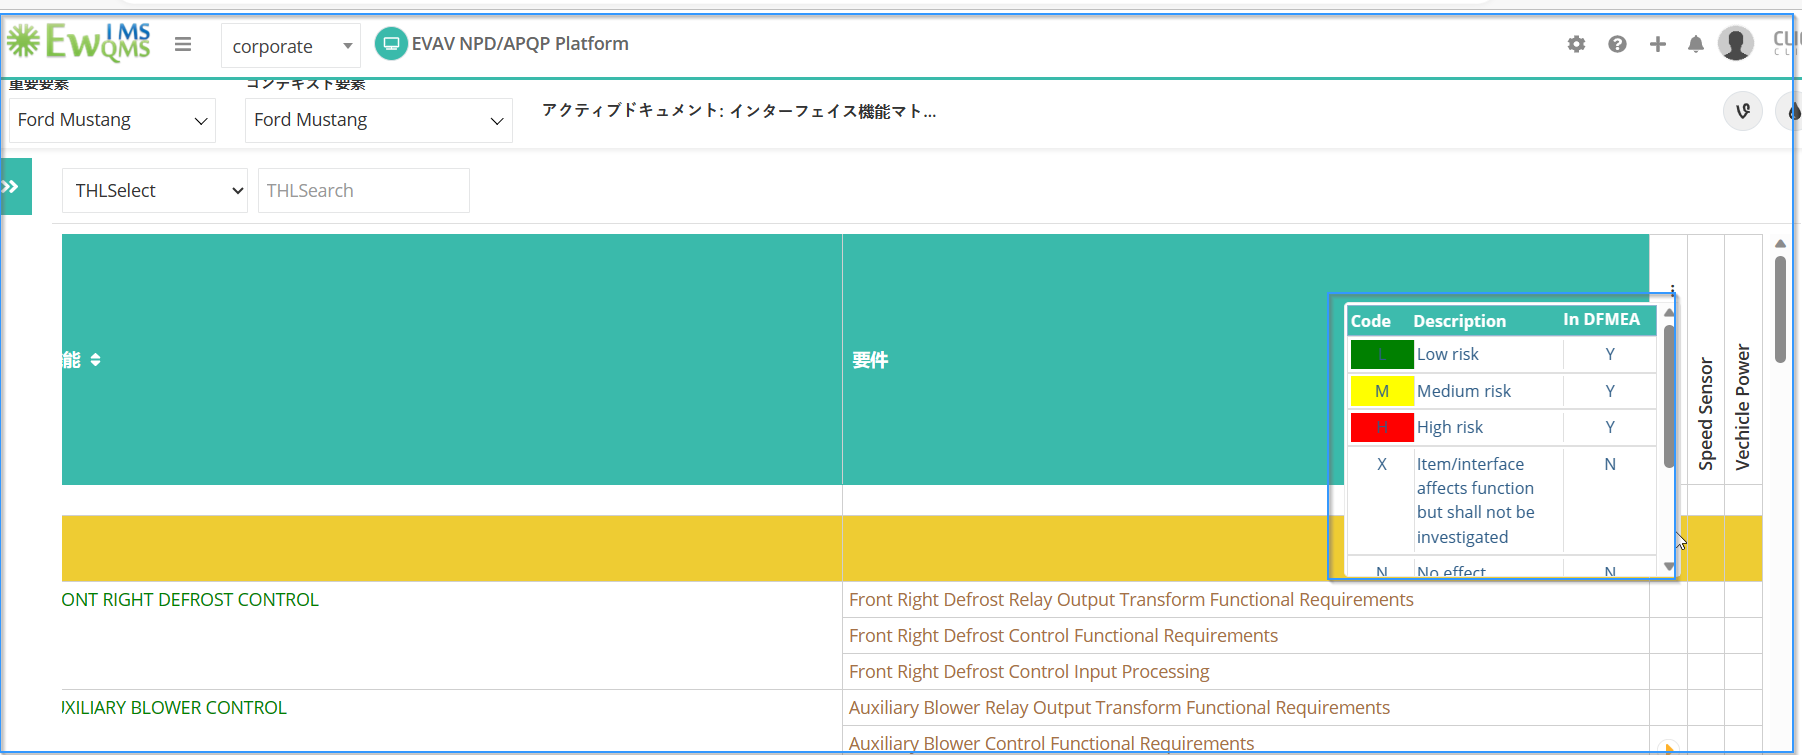 Ew IMS QMS
corporate
EVAV NPD/APQP Platform
CLI
重要要素
コンテキスト要素
Ford Mustang
Ford Mustang
アクティブドキュメント: インターフェイス機能マト...
THLSelect
THLSearch
能
要件
Speed Sensor
Vechicle Power
Code Description In DFMEA
L Low risk Y
M Medium risk Y
H High risk Y
X Item/interface N
affects function
but shall not be
investigated
N No effect N
ONT RIGHT DEFROST CONTROL
Front Right Defrost Relay Output Transform Functional Requirements
Front Right Defrost Control Functional Requirements
Front Right Defrost Control Input Processing
UXILIARY BLOWER CONTROL
Auxiliary Blower Relay Output Transform Functional Requirements
Auxiliary Blower Control Functional Requirements